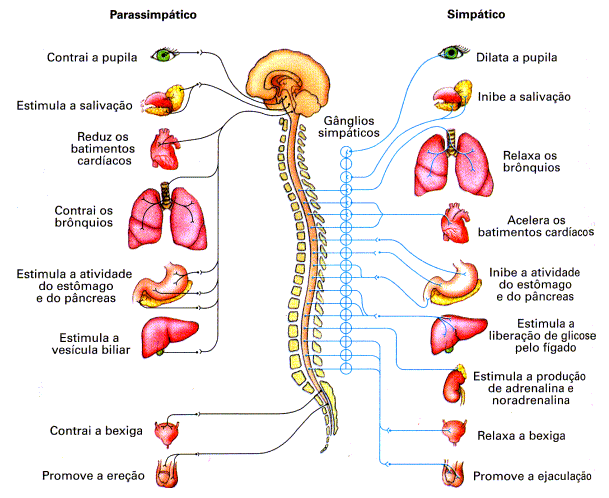 Parassimpático
Contrai a pupila
Estimula a salivação
Reduz os
batimentos
cardíacos
Contrai os
brônquios
Estimula a atividade
do estômago
e do pâncreas
Estimula a
vesícula biliar
Contrai a bexiga
Promove a ereção
Gânglios
simpáticos
Simpático
Dilata a pupila
Inibe a salivação
Relaxa os
brônquios
Acelera os
batimentos cardíacos
Inibe a atividade
do estômago
e do pâncreas
Estimula a
liberação de glicose
pelo fígado
Estimula a produção
de adrenalina e
noradrenalina
Relaxa a bexiga
Promove a ejaculação